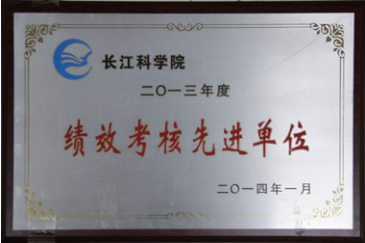 长江科学院
二〇一三年度
绩效考核先进单位
二〇一四年一月